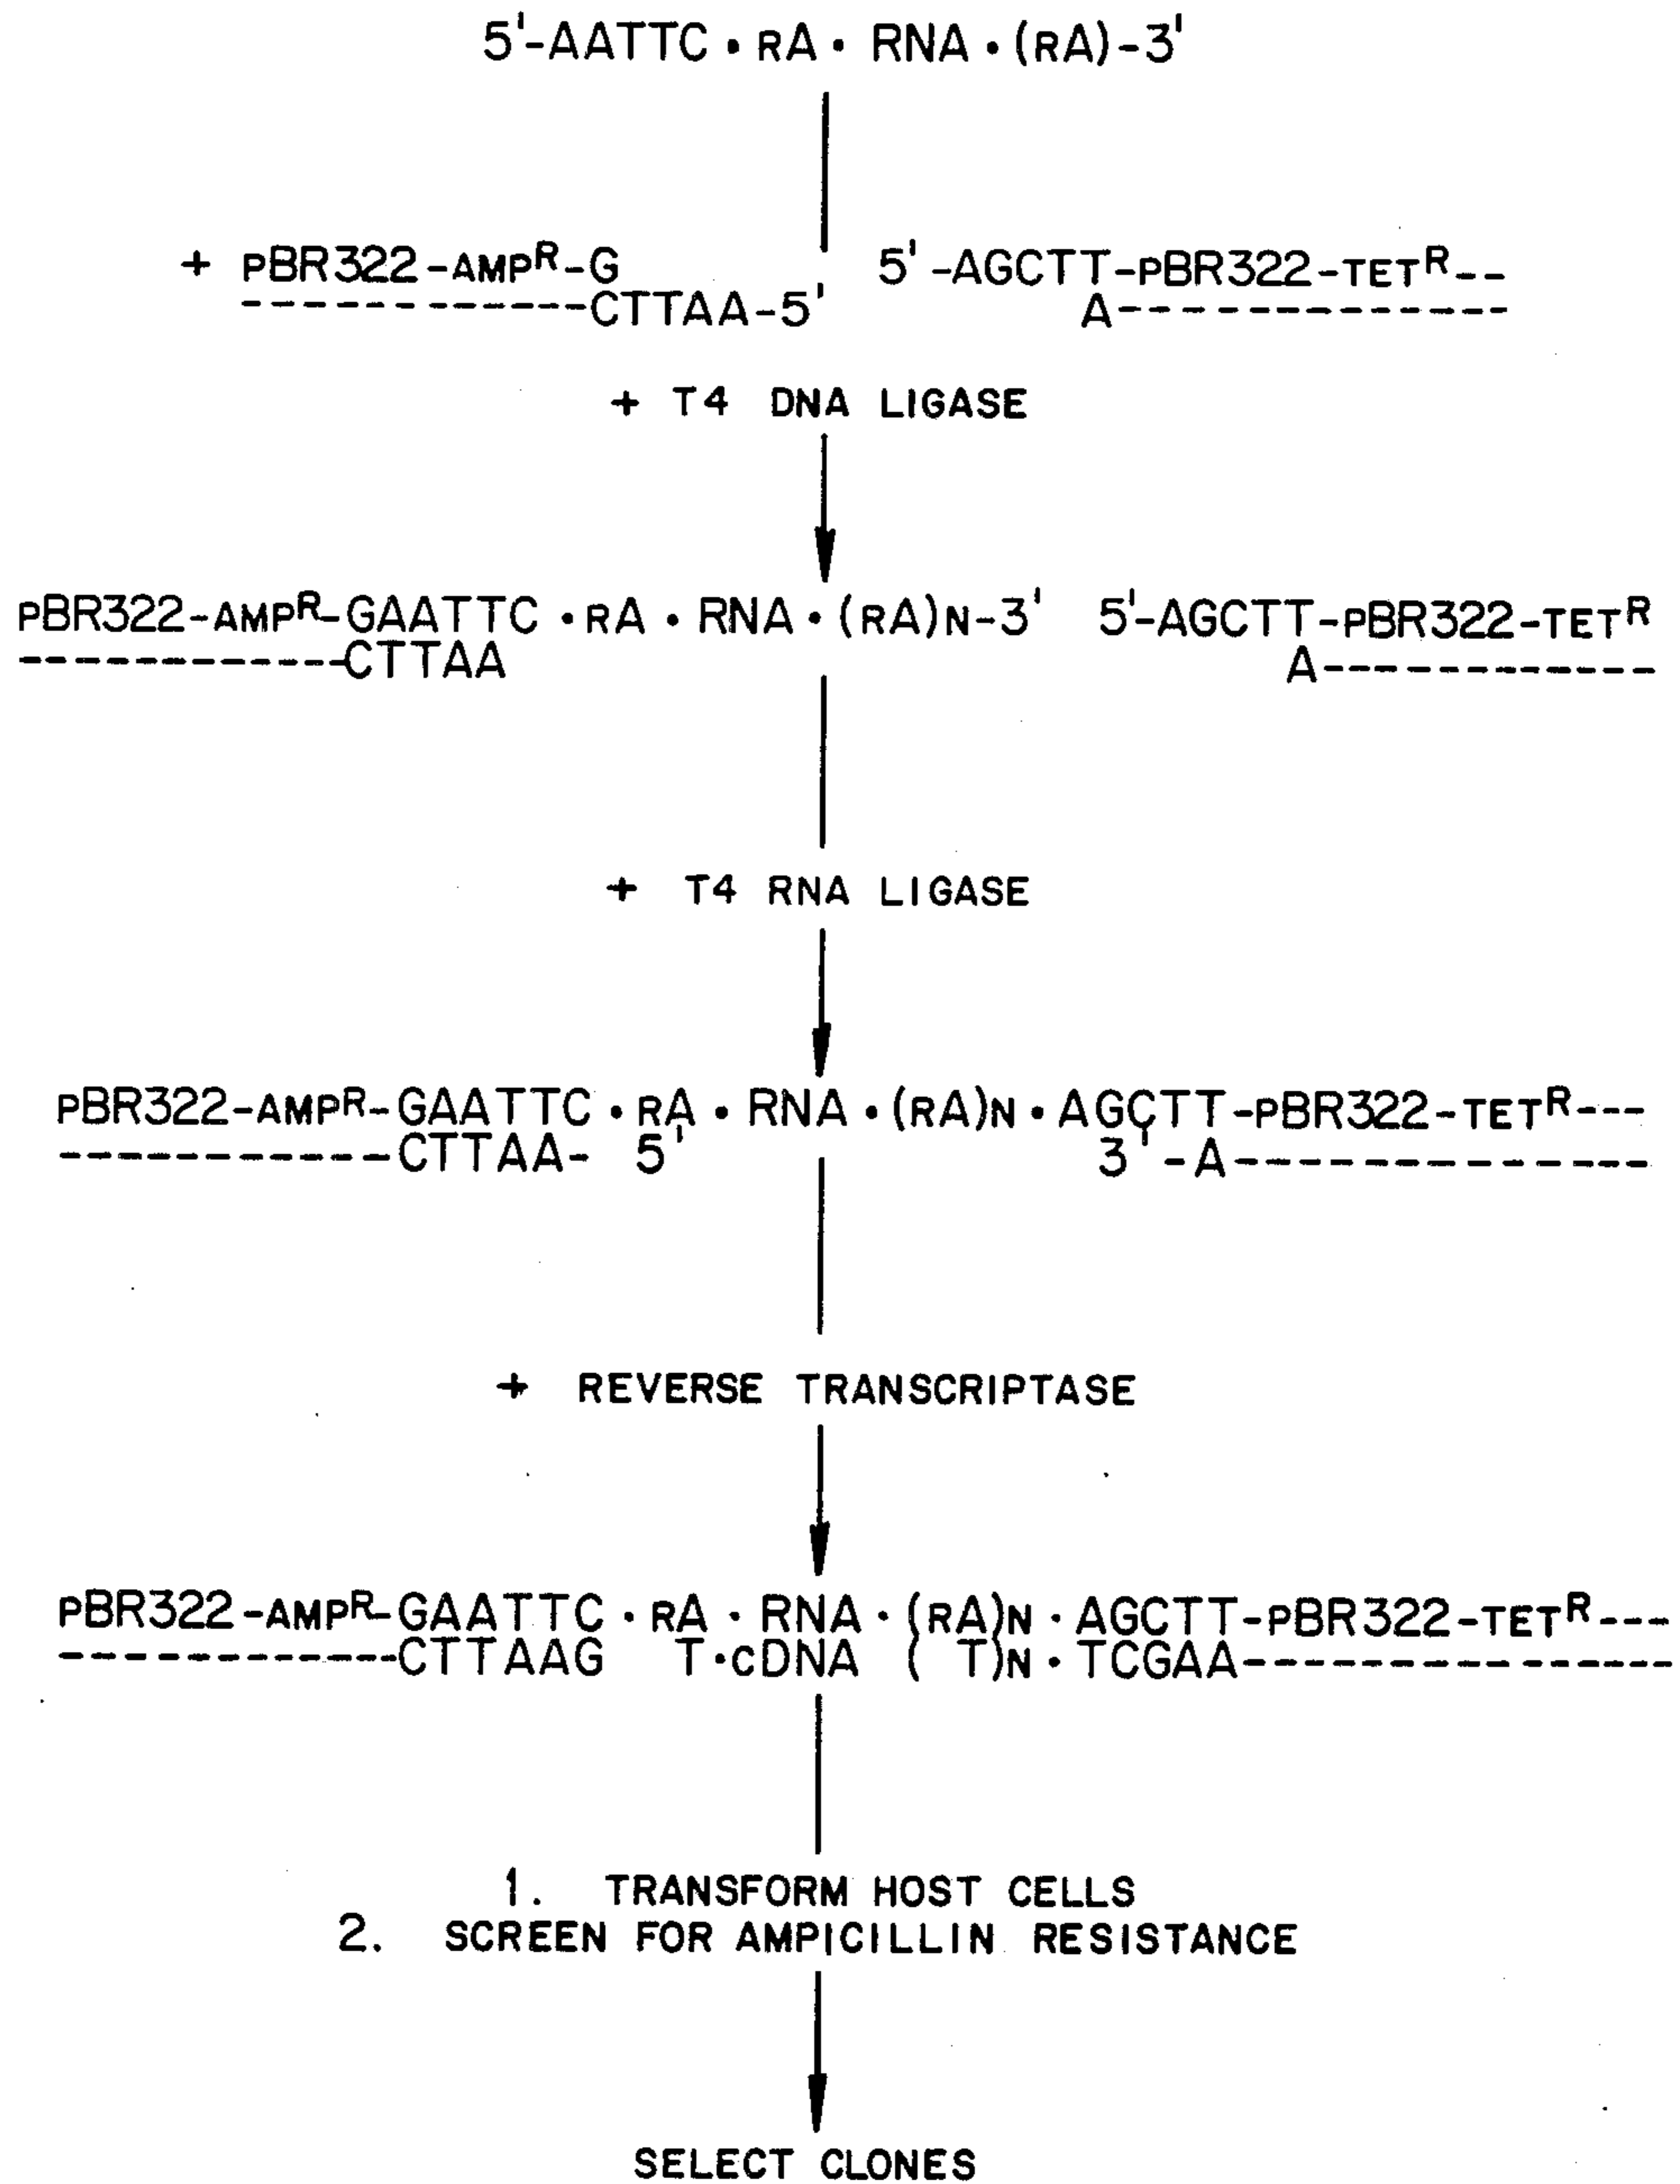 5'-AATTC • RA • RNA • (RA)-3'
+ PBR322-AMPR-G 5'-AGCTT-PBR322-TETR--
------------CTTAA-5' A--------------
+ T4 DNA LIGASE
PBR322-AMPR-GAATTC •RA • RNA • (RA)N-3' 5'-AGCTT-PBR322-TETR
------------CTTAA A------------
+ T4 RNA LIGASE
PBR322-AMPR-GAATTC • RA • RNA • (RA)N • AGCTT-PBR322-TETR---
------------CTTAA- 5' 3'-A---------------
+ REVERSE TRANSCRIPTASE
PBR322-AMPR-GAATTC • RA • RNA • (RA)N • AGCTT-PBR322-TETR---
------------CTTAAG T•cDNA ( T)N • TCGAA---------------
1. TRANSFORM HOST CELLS
2. SCREEN FOR AMPICILLIN RESISTANCE
SELECT CLONES